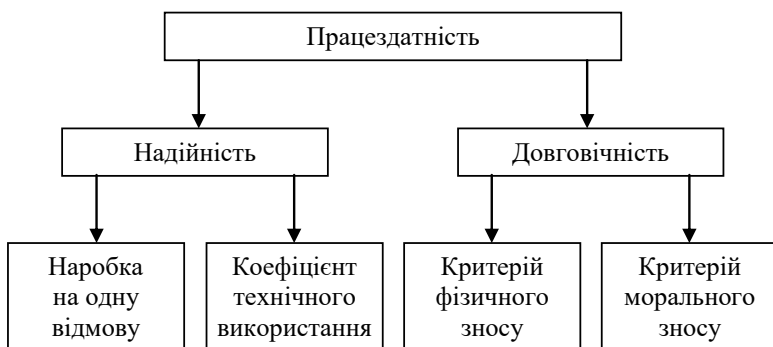 Працездатність
Надійність
Довговічність
Наробка
на одну
відмову
Коефіцієнт
технічного
використання
Критерій
фізичного
зносу
Критерій
морального
зносу